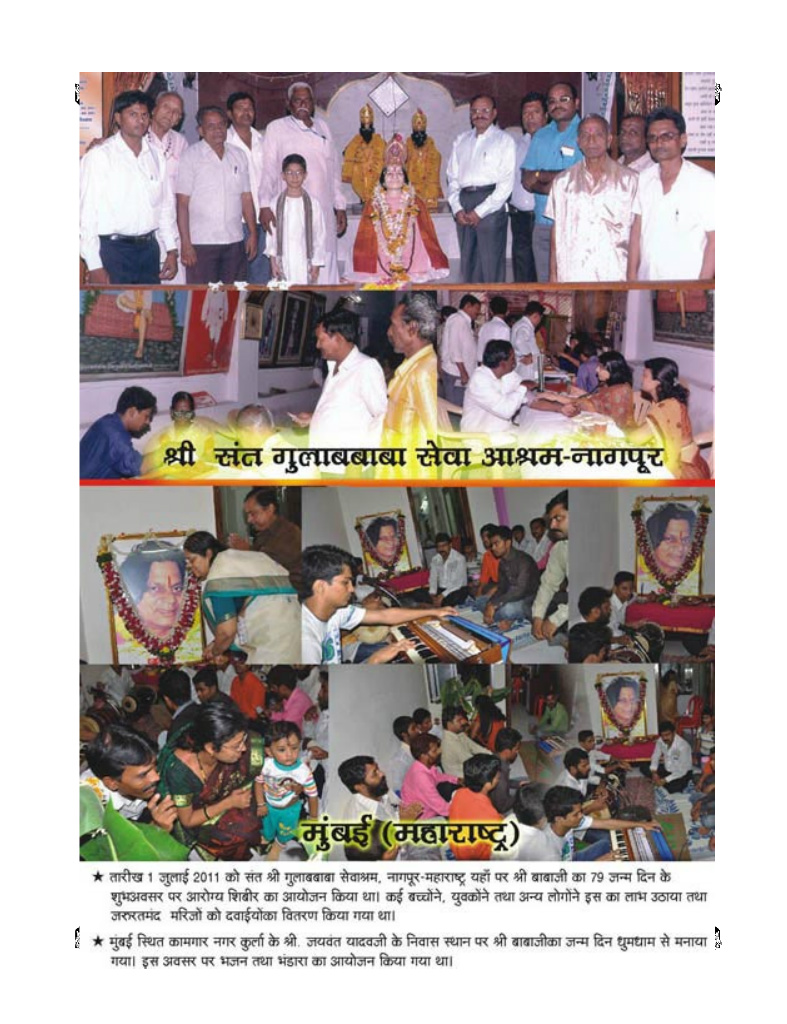 श्री संत गुलाबबाबा सेवा आश्रम-नागपूर
मुंबई (महाराष्ट्र)
★ तारीख 1 जुलाई 2011 को संत श्री गुलाबबाबा सेवाश्रम, नागपूर-महाराष्ट्र यहाँ पर श्री बाबाजी का 79 जन्म दिन के
शुभअवसर पर आरोग्य शिबीर का आयोजन किया था। कई बच्चोंने, युवकोंने तथा अन्य लोगोंने इस का लाभ उठाया तथा
जरुरतमंद मरिजों को दवाईयोंका वितरण किया गया था।
★ मुंबई स्थित कामगार नगर कुर्ला के श्री. जयवंत यादवजी के निवास स्थान पर श्री बाबाजीका जन्म दिन धुमधाम से मनाया
गया। इस अवसर पर भजन तथा भंडारा का आयोजन किया गया था।